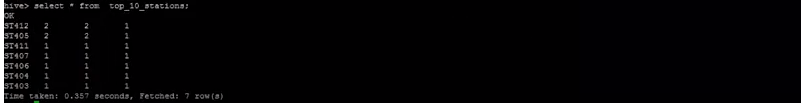 hive> select * from  top_10_stations;
OK
ST412   2       2       1
ST405   2       2       1
ST411   1       1       1
ST407   1       1       1
ST406   1       1       1
ST404   1       1       1
ST403   1       1       1
Time taken: 0.357 seconds, Fetched: 7 row(s)